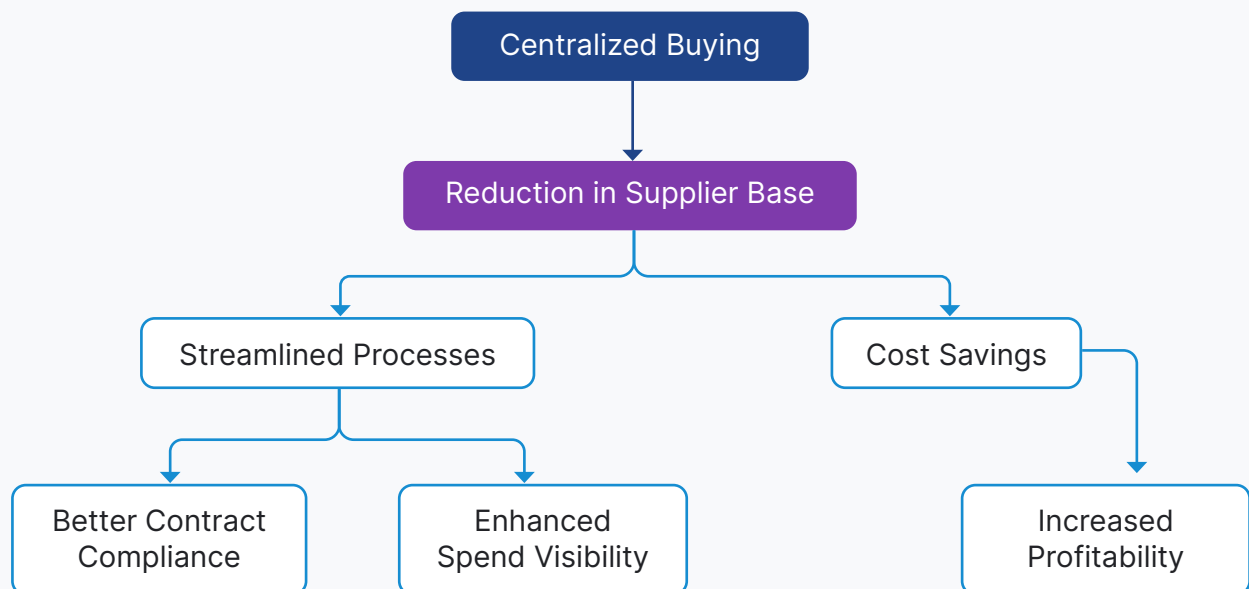 Centralized Buying
Reduction in Supplier Base
Streamlined Processes
Cost Savings
Better Contract
Compliance
Enhanced
Spend Visibility
Increased
Profitability